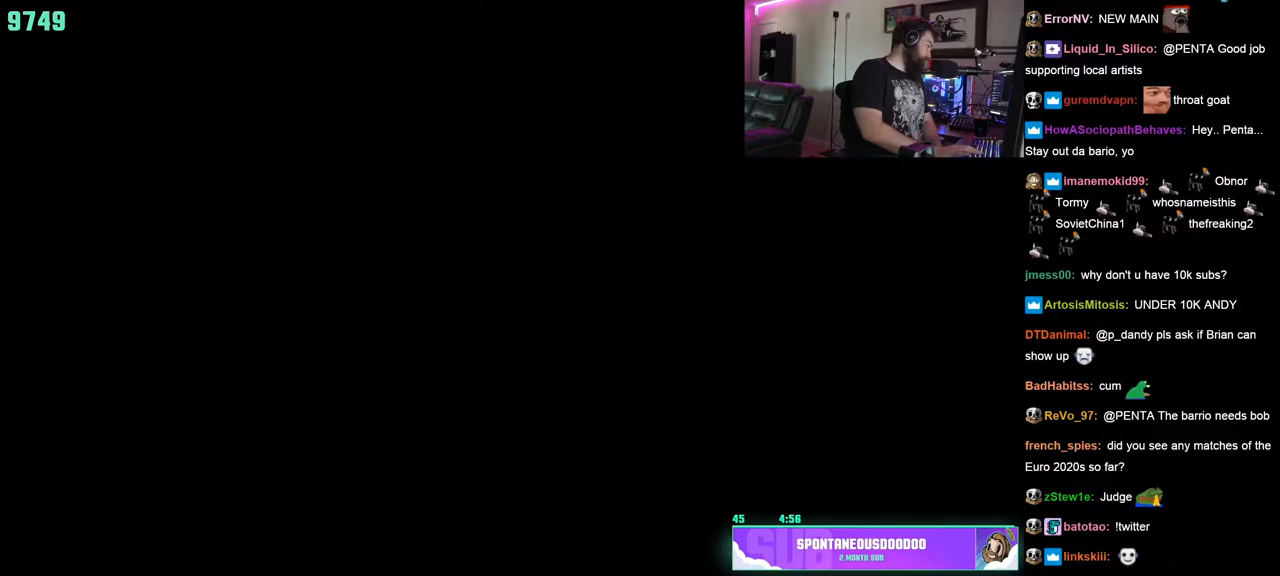 9749
ErrorNV: NEW MAIN
Liquid_In_Silico: @PENTA Good job
supporting local artists
guremdvapn: throat goat
HowASociopathBehaves: Hey.. Penta...
Stay out da bario, yo
imanemokid99: Obnor
Tormy whosnameisthis
SovietChina1 thefreaking2
jmess00: why don't u have 10k subs?
ArtosisMitosis: UNDER 10K ANDY
DTDanimal: @p_dandy pls ask if Brian can
show up
BadHabitss: cum
ReVo_97: @PENTA The barrio needs bob
french_spies: did you see any matches of the
Euro 2020s so far?
zStew1e: Judge
batotao: !twitter
linkskiii:
45 4:56
SUB
SPONTANEOUSDOODOO
2 MONTH SUB